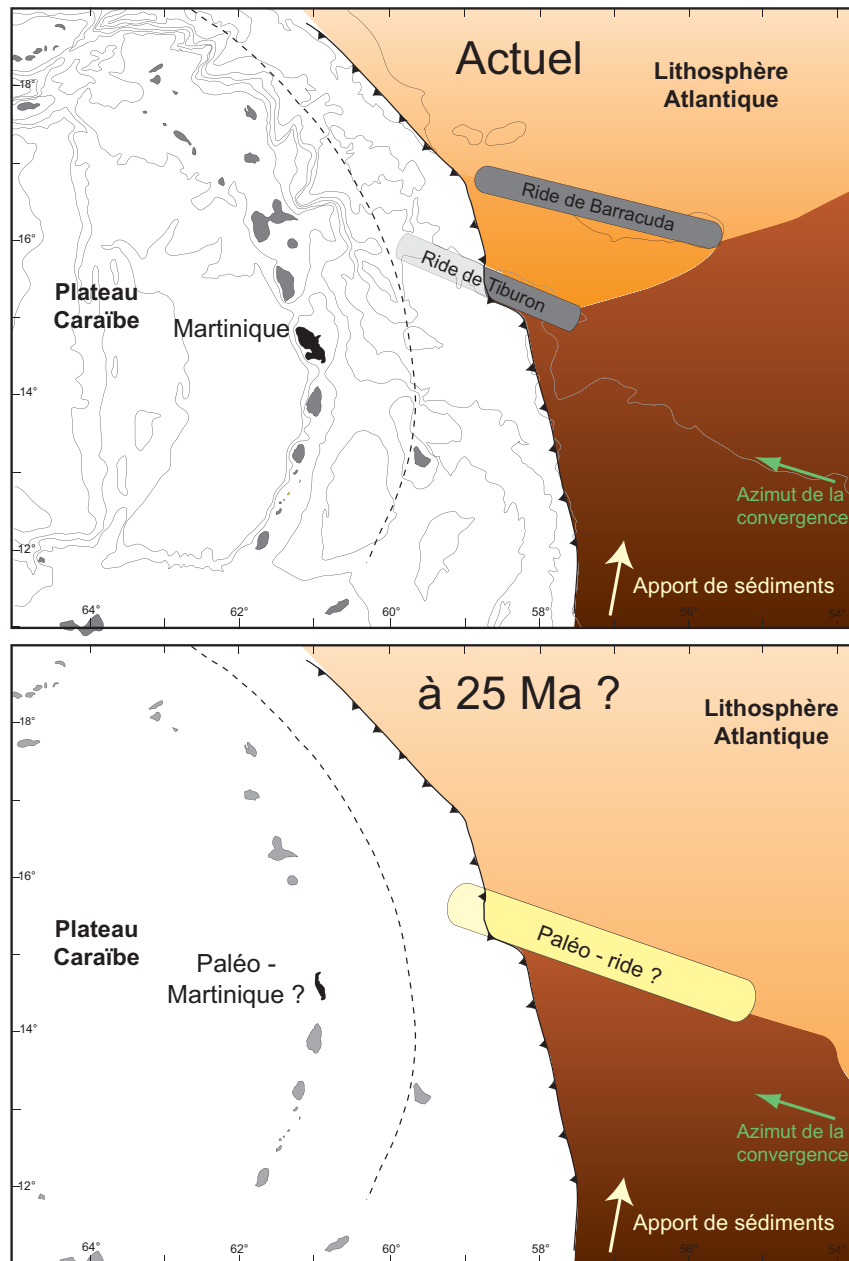 Actuel
Lithosphère
Atlantique
18°
Ride de Barracuda
16°
Ride de Tiburon
Plateau
Caraïbe
Martinique
14°
Azimut de la
convergence
12°
Apport de sédiments
64°
62°
60°
58°
56°
54°
à 25 Ma ?
Lithosphère
Atlantique
18°
16°
Plateau
Caraïbe
Paléo - ride ?
Paléo -
Martinique ?
14°
Azimut de la
convergence
12°
Apport de sédiments
64°
62°
60°
58°
56°
54°